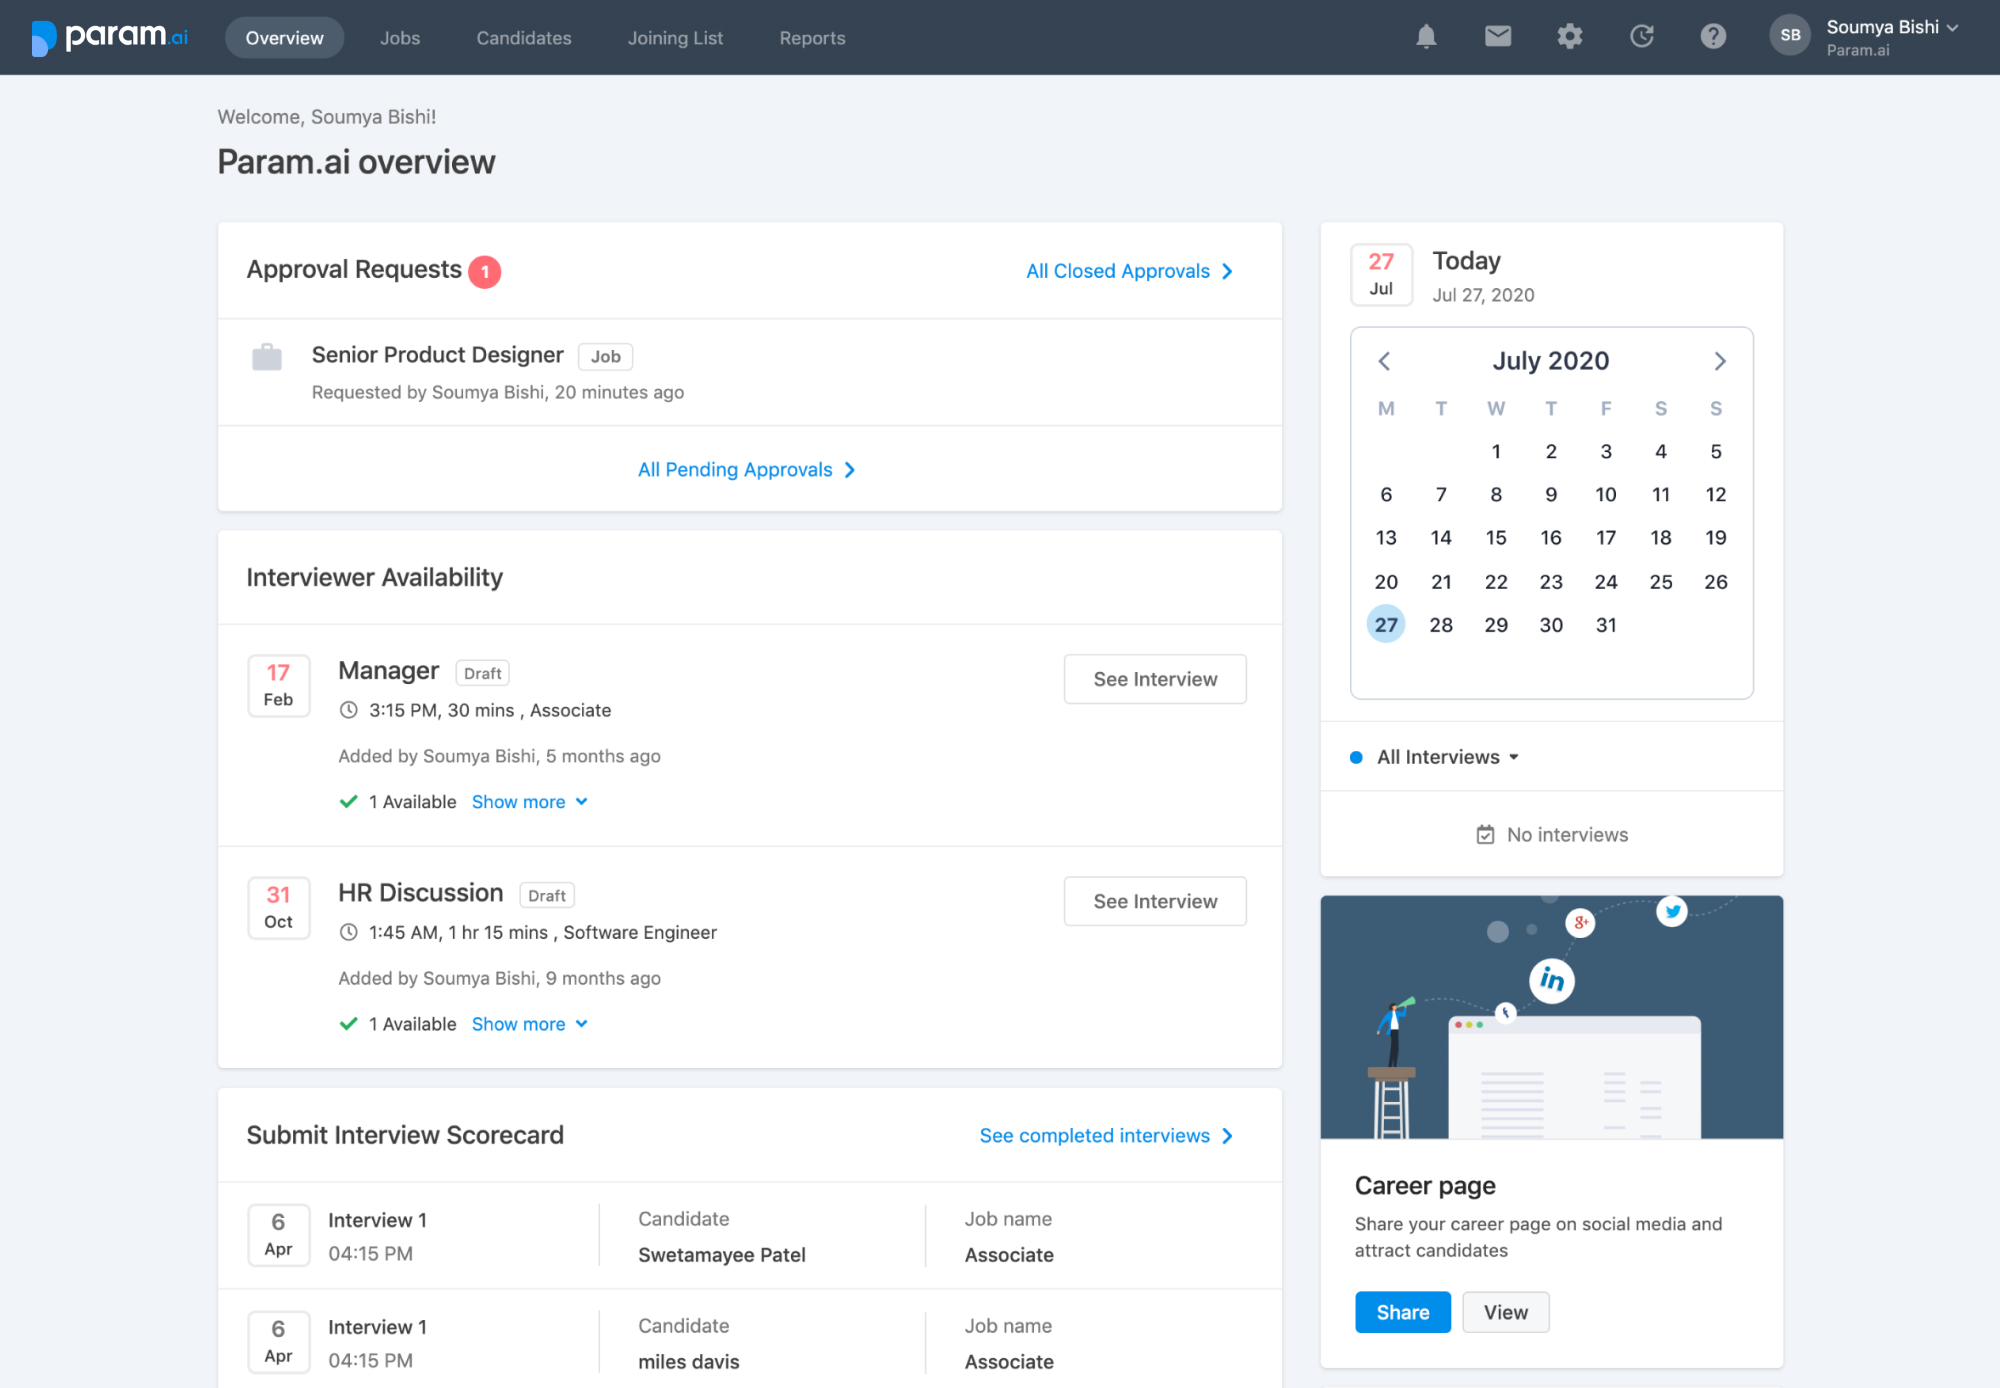 param.ai
Overview
Jobs
Candidates
Joining List
Reports
SB
Soumya Bishi
Param.ai
Welcome, Soumya Bishi!
Param.ai overview
Approval Requests 1
All Closed Approvals
Senior Product Designer Job
Requested by Soumya Bishi, 20 minutes ago
All Pending Approvals
Interviewer Availability
17
Feb
Manager Draft
3:15 PM, 30 mins , Associate
Added by Soumya Bishi, 5 months ago
1 Available Show more
See Interview
31
Oct
HR Discussion Draft
1:45 AM, 1 hr 15 mins , Software Engineer
Added by Soumya Bishi, 9 months ago
1 Available Show more
See Interview
Submit Interview Scorecard
See completed interviews
6
Apr
Interview 1
04:15 PM
Candidate
Swetamayee Patel
Job name
Associate
6
Apr
Interview 1
04:15 PM
Candidate
miles davis
Job name
Associate
27
Jul
Today
Jul 27, 2020
July 2020
M T W T F S S
1 2 3 4 5
6 7 8 9 10 11 12
13 14 15 16 17 18 19
20 21 22 23 24 25 26
27 28 29 30 31
All Interviews
No interviews
g+
in
Career page
Share your career page on social media and
attract candidates
Share
View